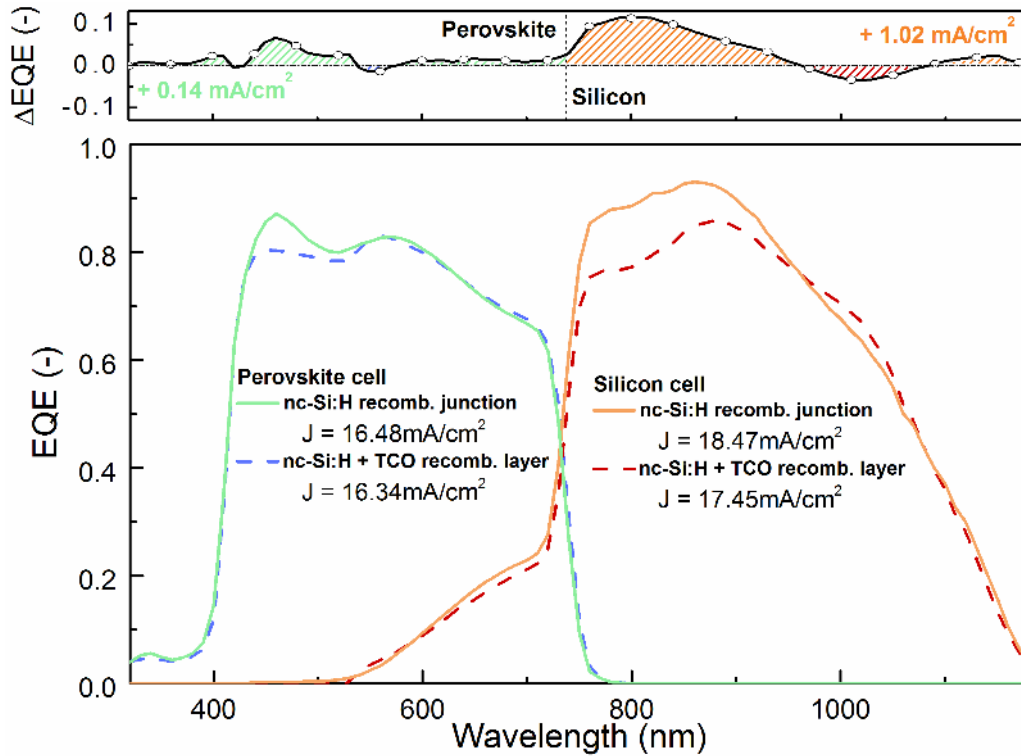 ΔEQE (-)
0.1
0.0
-0.1
Perovskite
Silicon
+ 0.14 mA/cm²
+ 1.02 mA/cm²
EQE (-)
1.0
0.8
0.6
0.4
0.2
0.0
Perovskite cell
nc-Si:H recomb. junction
J = 16.48mA/cm²
nc-Si:H + TCO recomb. layer
J = 16.34mA/cm²
Silicon cell
nc-Si:H recomb. junction
J = 18.47mA/cm²
nc-Si:H + TCO recomb. layer
J = 17.45mA/cm²
400
600
800
1000
Wavelength (nm)